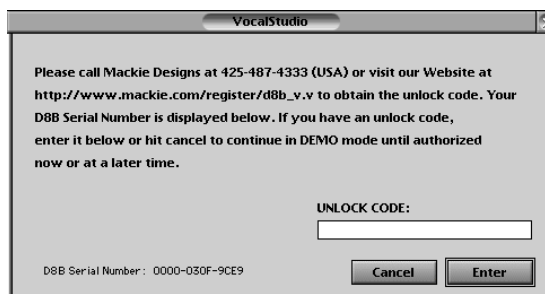 VocalStudio
Please call Mackie Designs at 425-487-4333 (USA) or visit our Website at
http://www.mackie.com/register/d8b_v.v to obtain the unlock code. Your
D8B Serial Number is displayed below. If you have an unlock code,
enter it below or hit cancel to continue in DEMO mode until authorized
now or at a later time.
UNLOCK CODE:
D8B Serial Number: 0000-030F-9CE9
Cancel
Enter